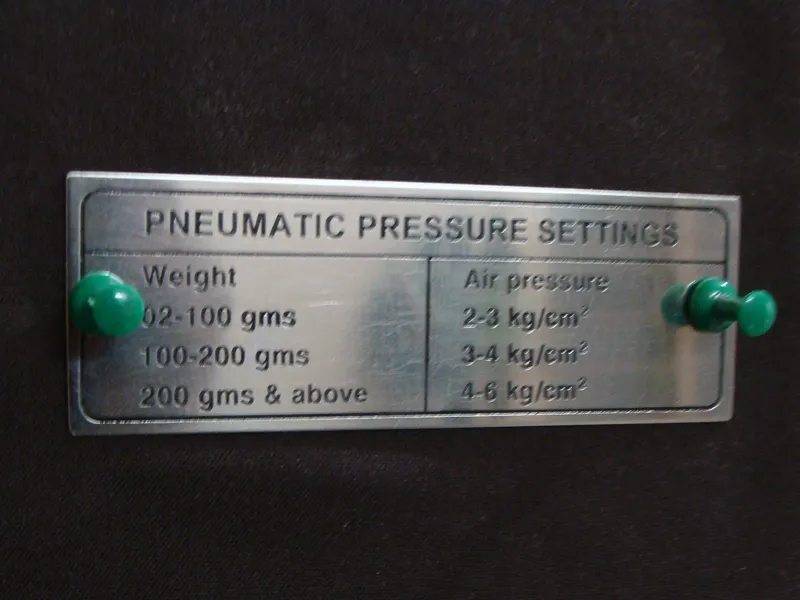 PNEUMATIC PRESSURE SETTINGS
Weight Air pressure
02-100 gms 2-3 kg/cm²
100-200 gms 3-4 kg/cm²
200 gms & above 4-6 kg/cm²